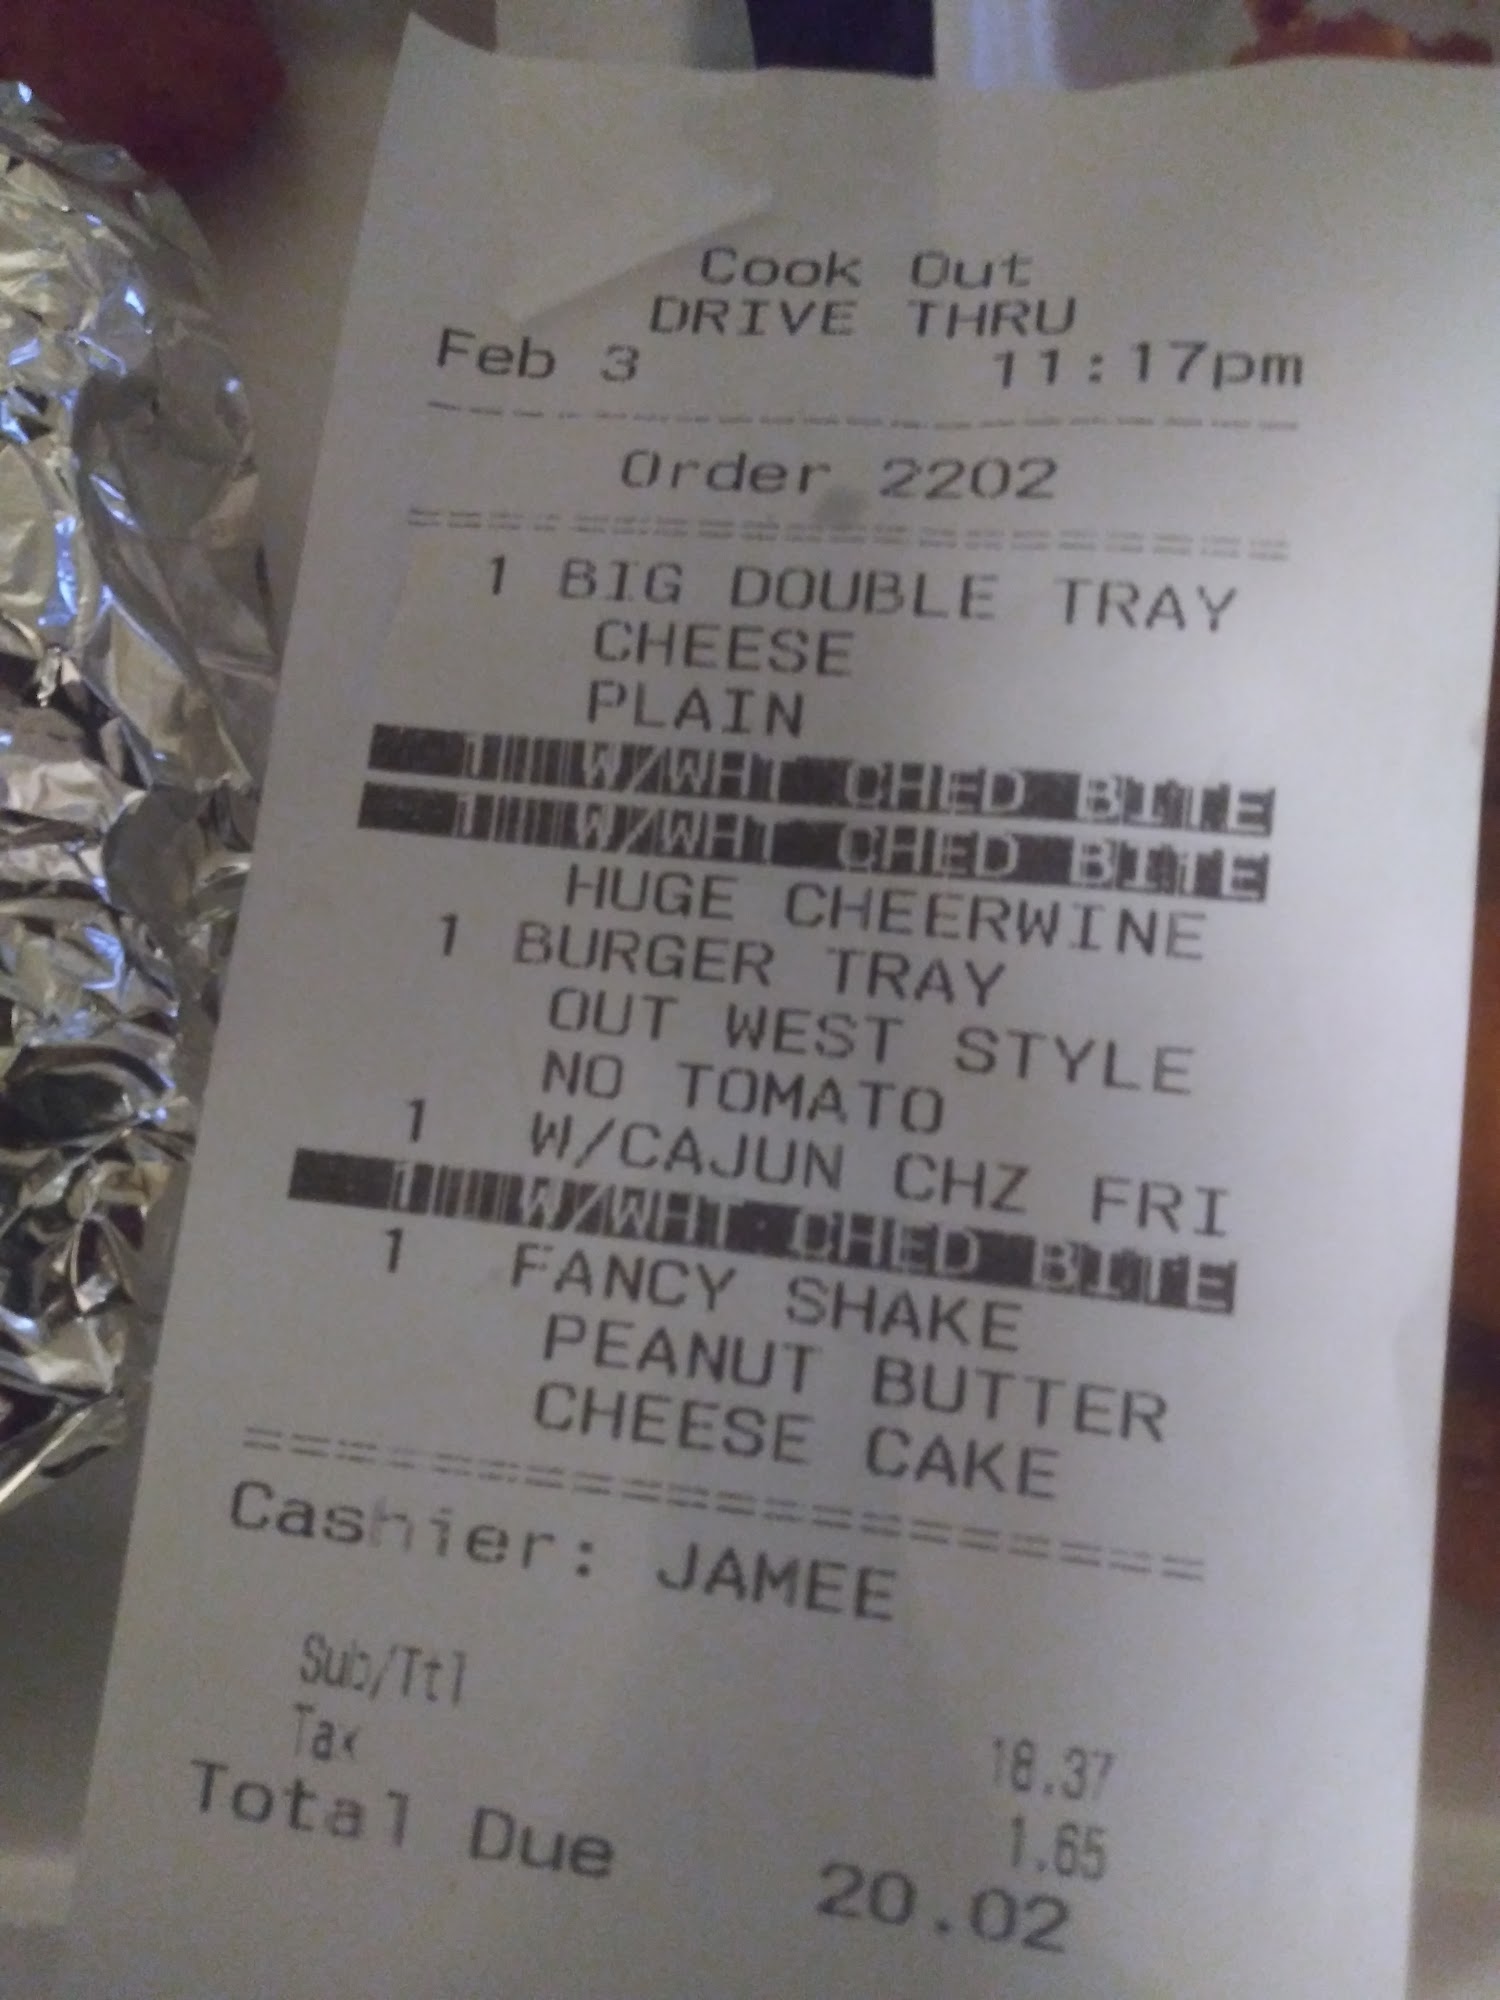 Cook Out
DRIVE THRU
Feb 3 11:17pm
Order 2202
1 BIG DOUBLE TRAY
CHEESE
PLAIN
1 W/WHT CHED BITE
1 W/WHT CHED BITE
HUGE CHEERWINE
1 BURGER TRAY
OUT WEST STYLE
NO TOMATO
1 W/CAJUN CHZ FRI
1 W/WHT CHED BITE
1 FANCY SHAKE
PEANUT BUTTER
CHEESE CAKE
Cashier: JAMEE
Sub/Ttl 18.37
Tax 1.65
Total Due 20.02